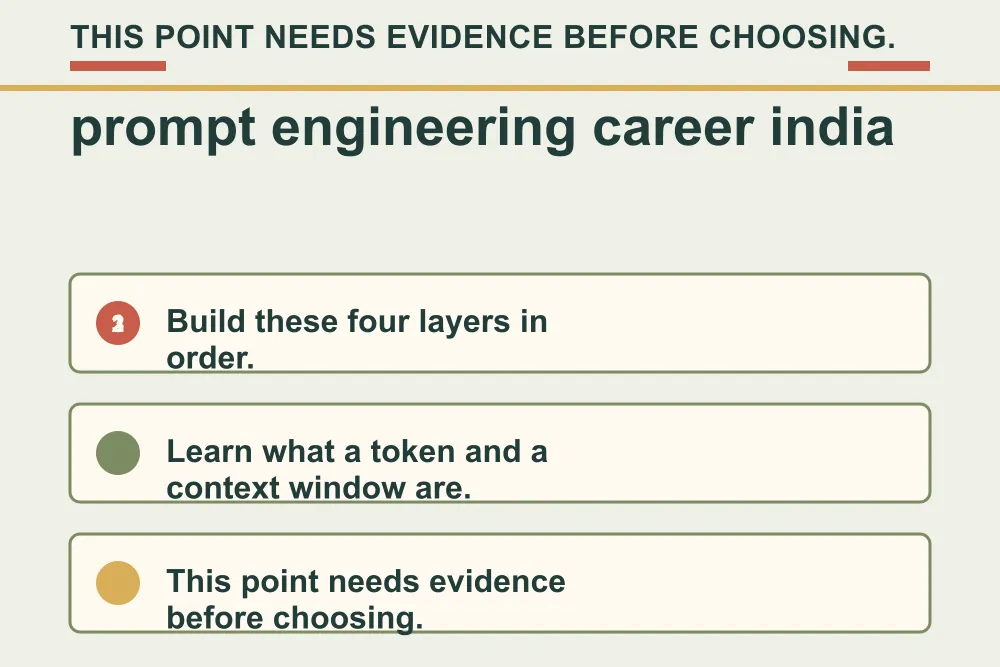 THIS POINT NEEDS EVIDENCE BEFORE CHOOSING.
prompt engineering career india
Build these four layers in
order.
Learn what a token and a
context window are.
This point needs evidence
before choosing.